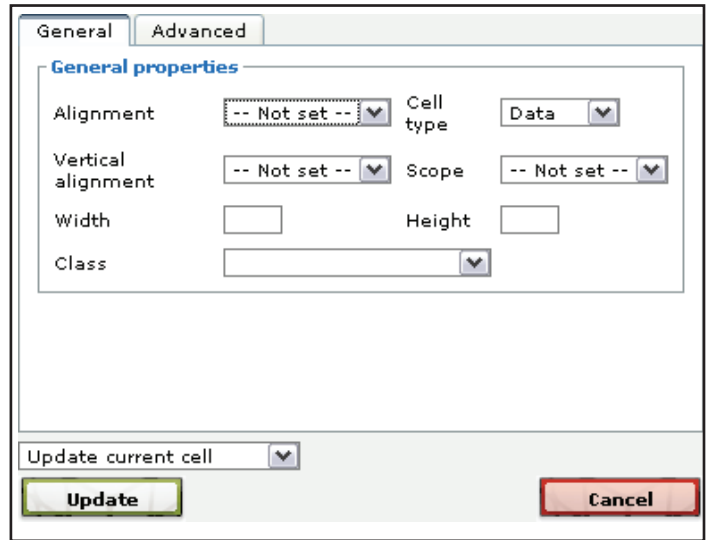 General Advanced
General properties
Alignment -- Not set -- Cell type Data
Vertical alignment -- Not set -- Scope -- Not set --
Width Height
Class
Update current cell
Update Cancel